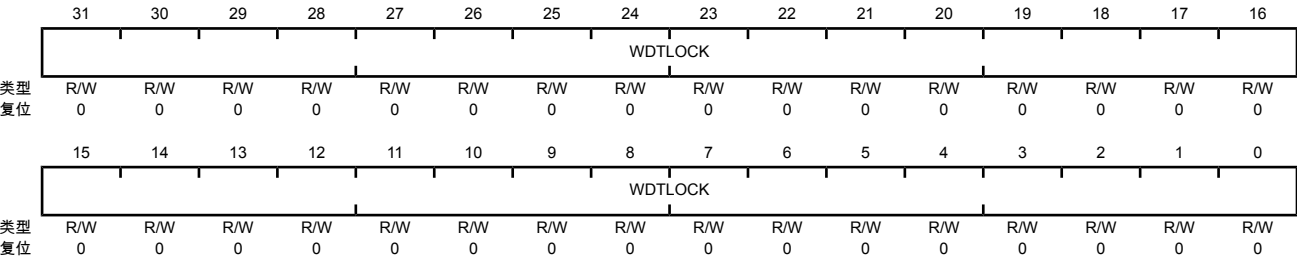 31 30 29 28 27 26 25 24 23 22 21 20 19 18 17 16
WDTLOCK
类型 R/W R/W R/W R/W R/W R/W R/W R/W R/W R/W R/W R/W R/W R/W R/W R/W
复位 0 0 0 0 0 0 0 0 0 0 0 0 0 0 0 0
15 14 13 12 11 10 9 8 7 6 5 4 3 2 1 0
WDTLOCK
类型 R/W R/W R/W R/W R/W R/W R/W R/W R/W R/W R/W R/W R/W R/W R/W R/W
复位 0 0 0 0 0 0 0 0 0 0 0 0 0 0 0 0